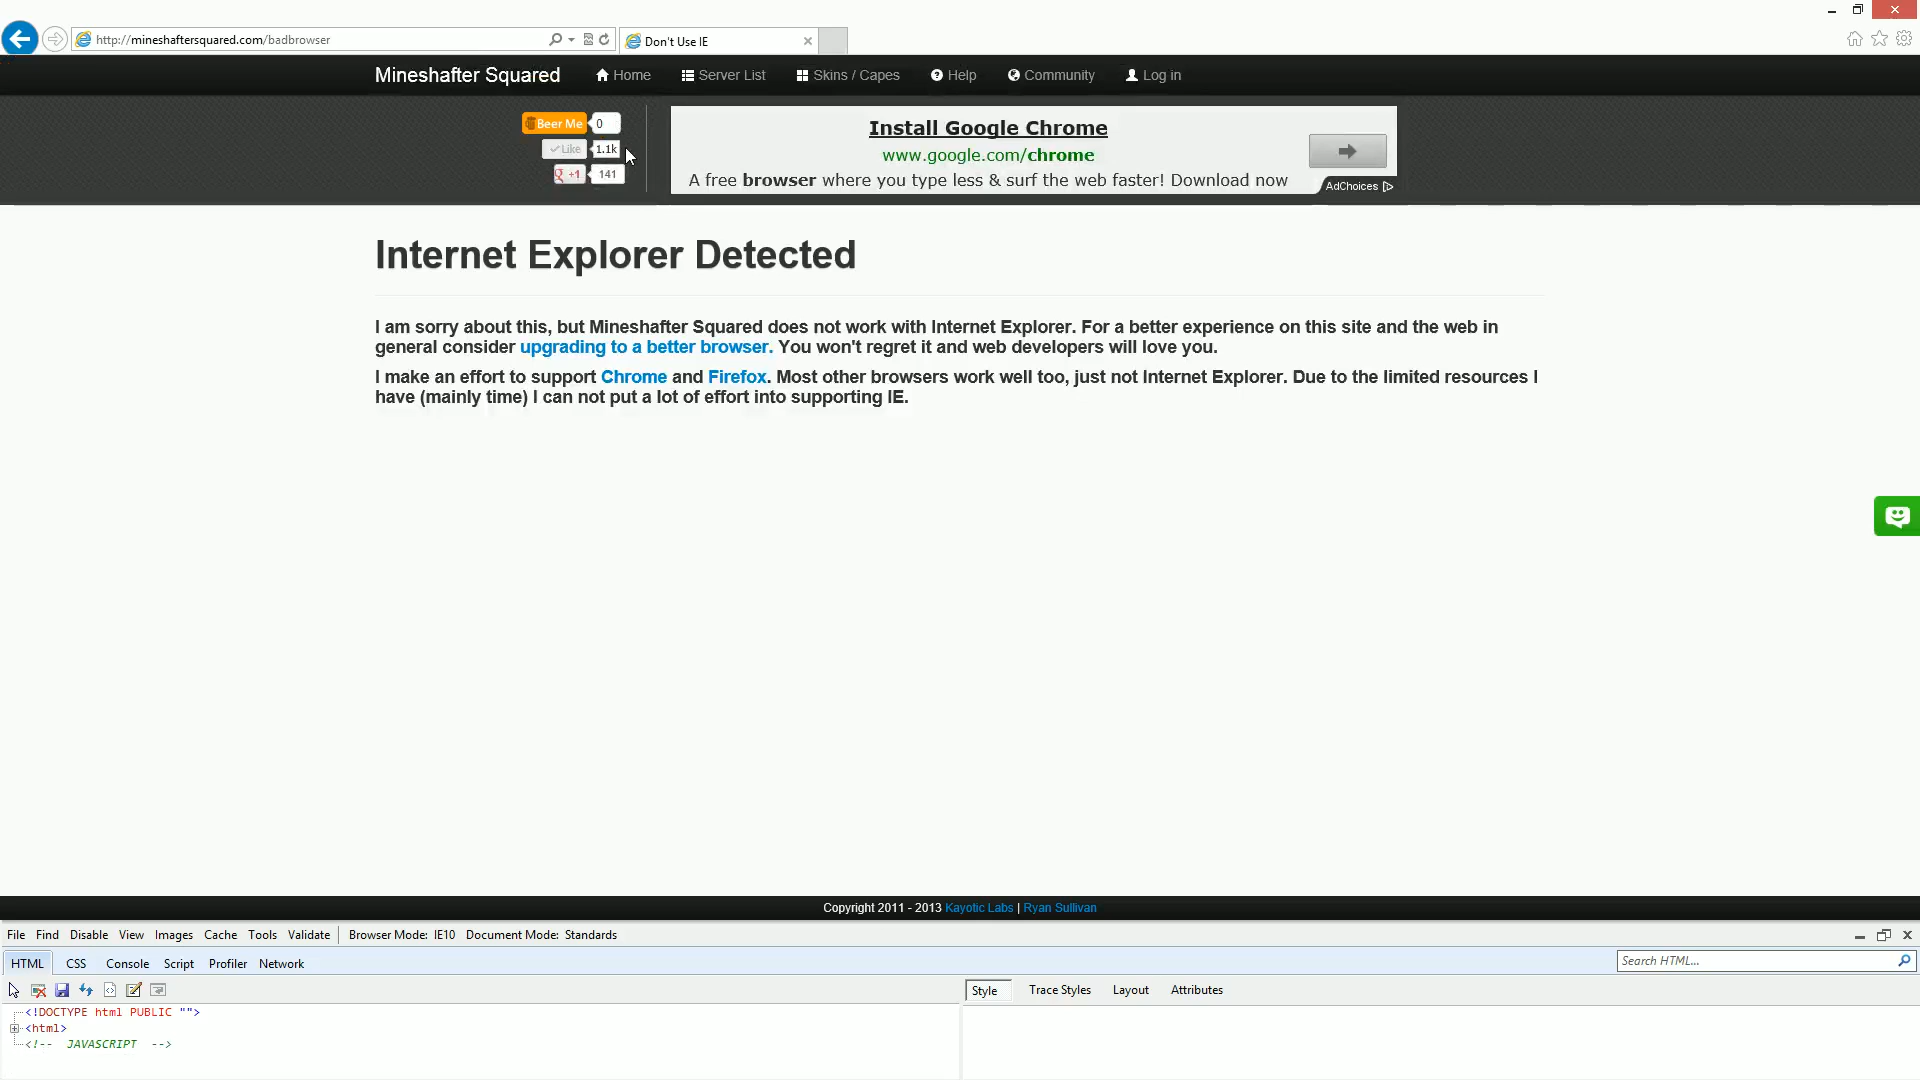 http://mineshaftersquared.com/badbrowser
Don't Use IE
Mineshafter Squared
Home
Server List
Skins / Capes
Help
Community
Log in
Beer Me 0
Like 1.1k
+1 141
Install Google Chrome
www.google.com/chrome
A free browser where you type less & surf the web faster! Download now
AdChoices
Internet Explorer Detected
I am sorry about this, but Mineshafter Squared does not work with Internet Explorer. For a better experience on this site and the web in
general consider upgrading to a better browser. You won't regret it and web developers will love you.
I make an effort to support Chrome and Firefox. Most other browsers work well too, just not Internet Explorer. Due to the limited resources I
have (mainly time) I can not put a lot of effort into supporting IE.
Copyright 2011 - 2013 Kayotic Labs | Ryan Sullivan
File Find Disable View Images Cache Tools Validate Browser Mode: IE10 Document Mode: Standards
HTML CSS Console Script Profiler Network
Search HTML...
Style Trace Styles Layout Attributes
<!DOCTYPE html PUBLIC "">
<html>
<!-- JAVASCRIPT -->